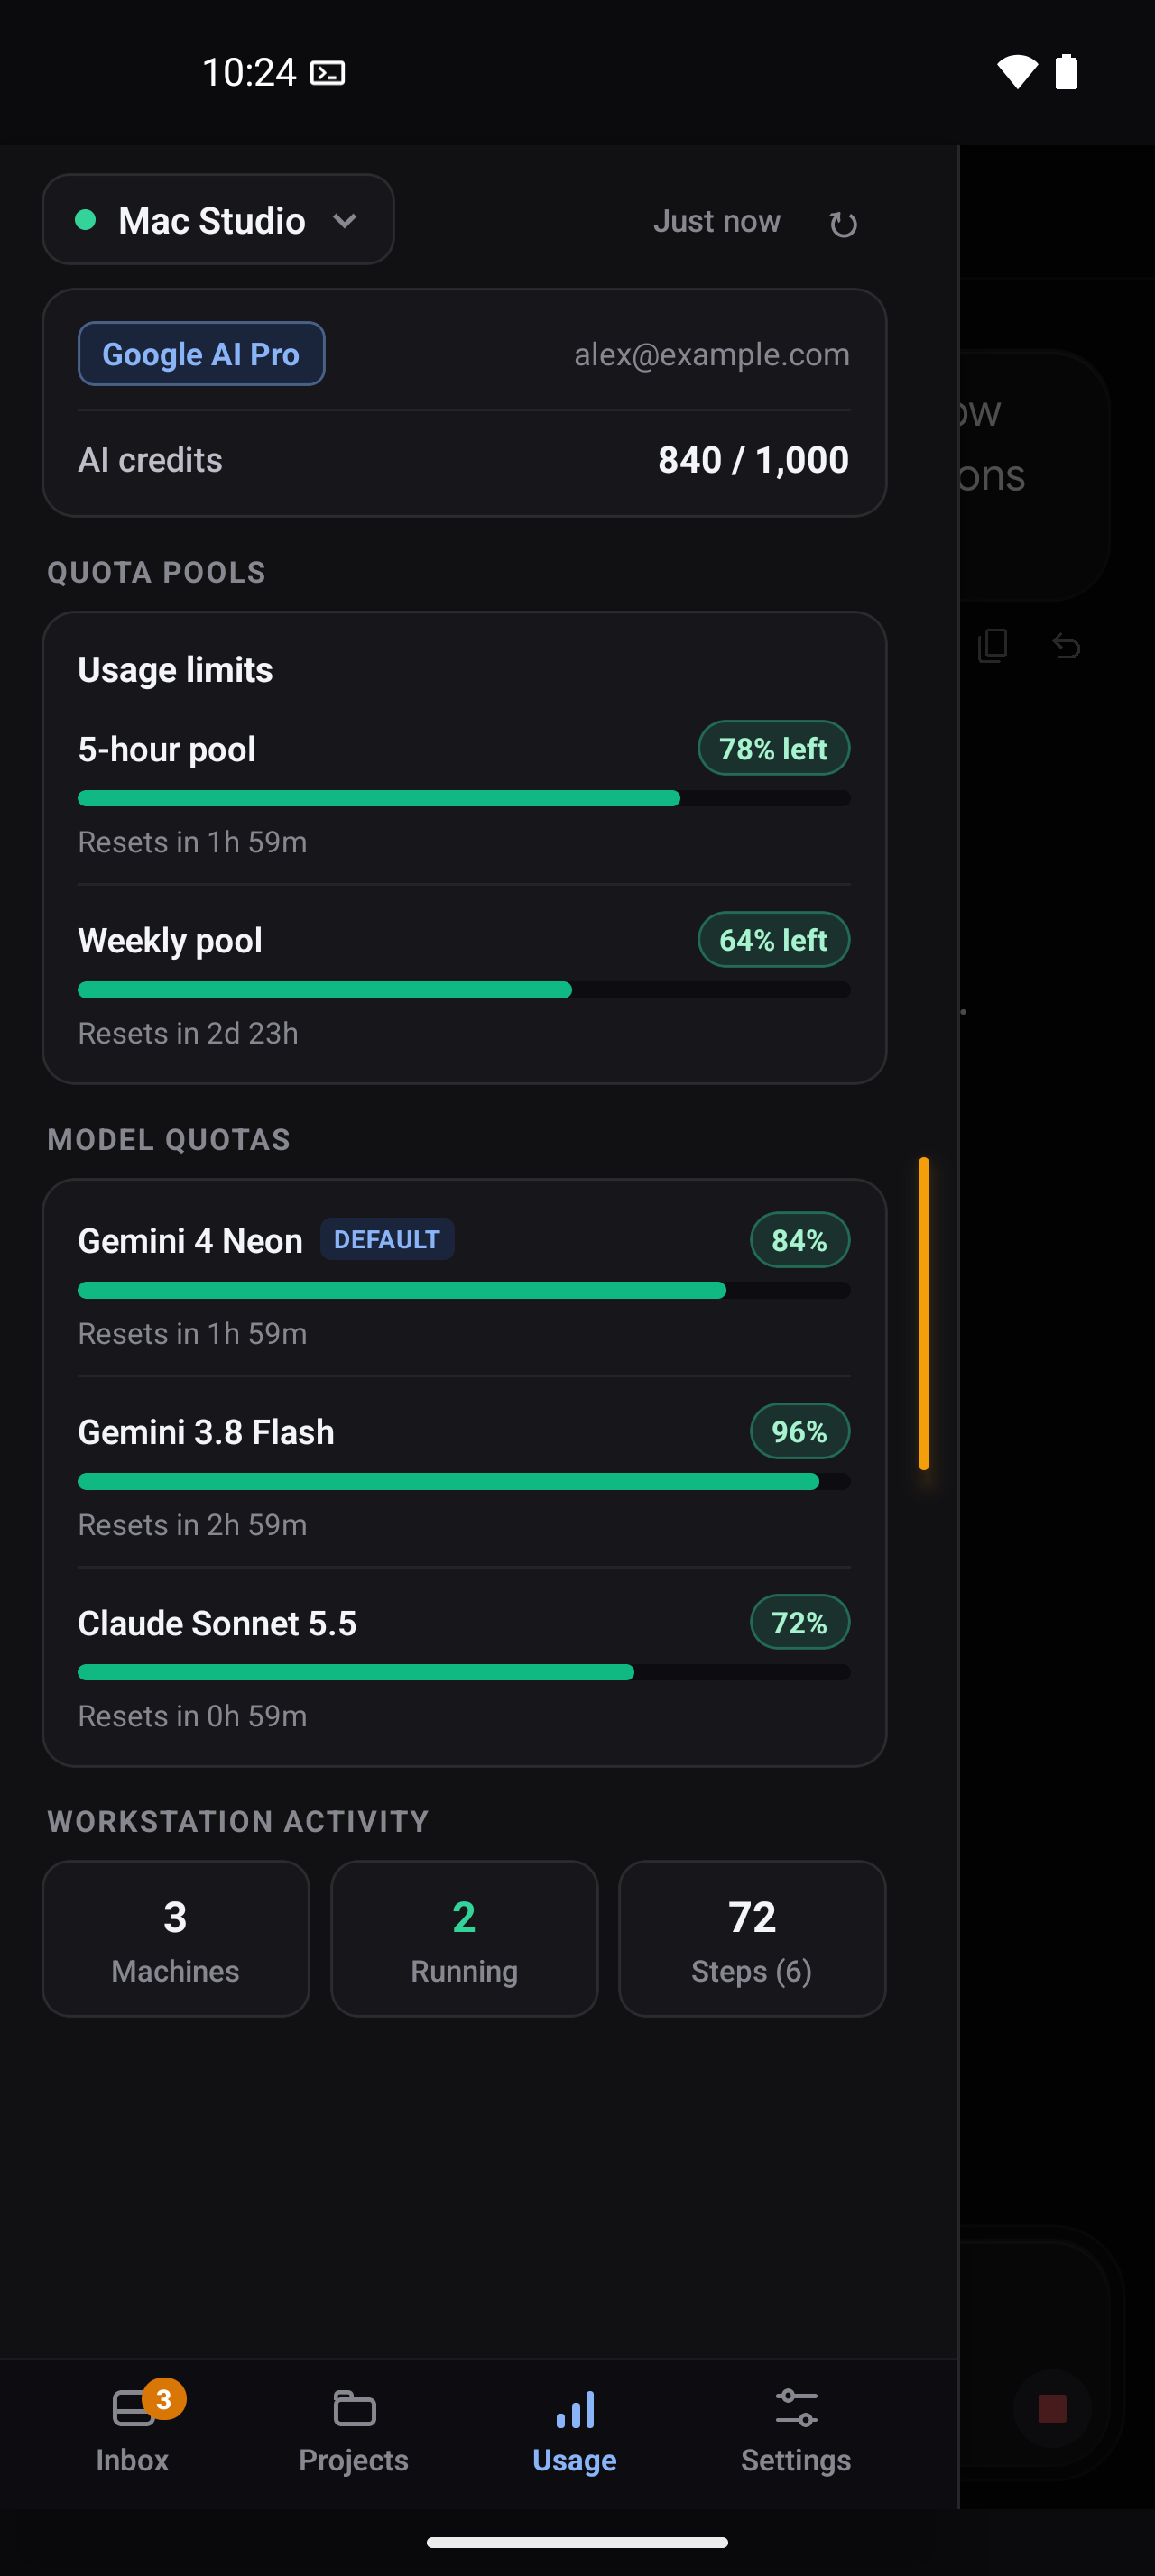 10:24
Mac Studio
Just now
Google AI Pro
alex@example.com
AI credits
840 / 1,000
QUOTA POOLS
Usage limits
5-hour pool
78% left
Resets in 1h 59m
Weekly pool
64% left
Resets in 2d 23h
MODEL QUOTAS
Gemini 4 Neon
DEFAULT
84%
Resets in 1h 59m
Gemini 3.8 Flash
96%
Resets in 2h 59m
Claude Sonnet 5.5
72%
Resets in 0h 59m
WORKSTATION ACTIVITY
3
Machines
2
Running
72
Steps (6)
3
Inbox
Projects
Usage
Settings